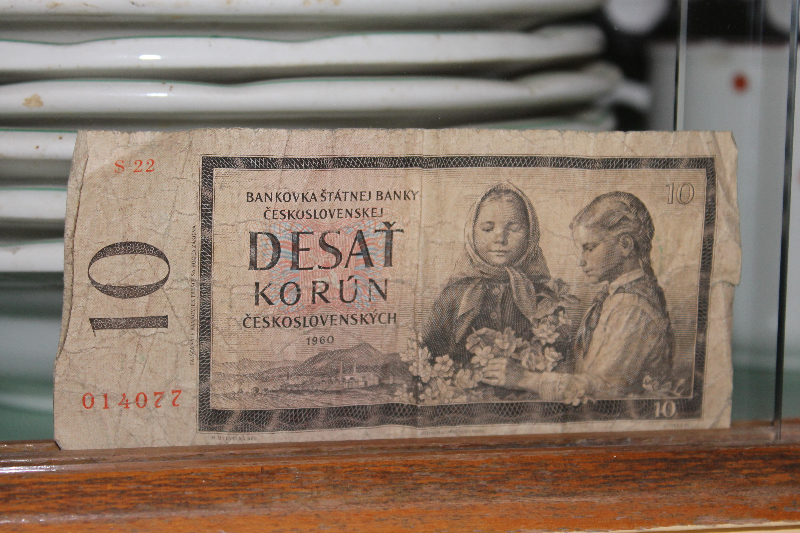 S 22
10
014077
BANKOVKA ŠTÁTNEJ BANKY
ČESKOSLOVENSKEJ
DESAŤ
KORÚN
ČESKOSLOVENSKÝCH
1960
10
10